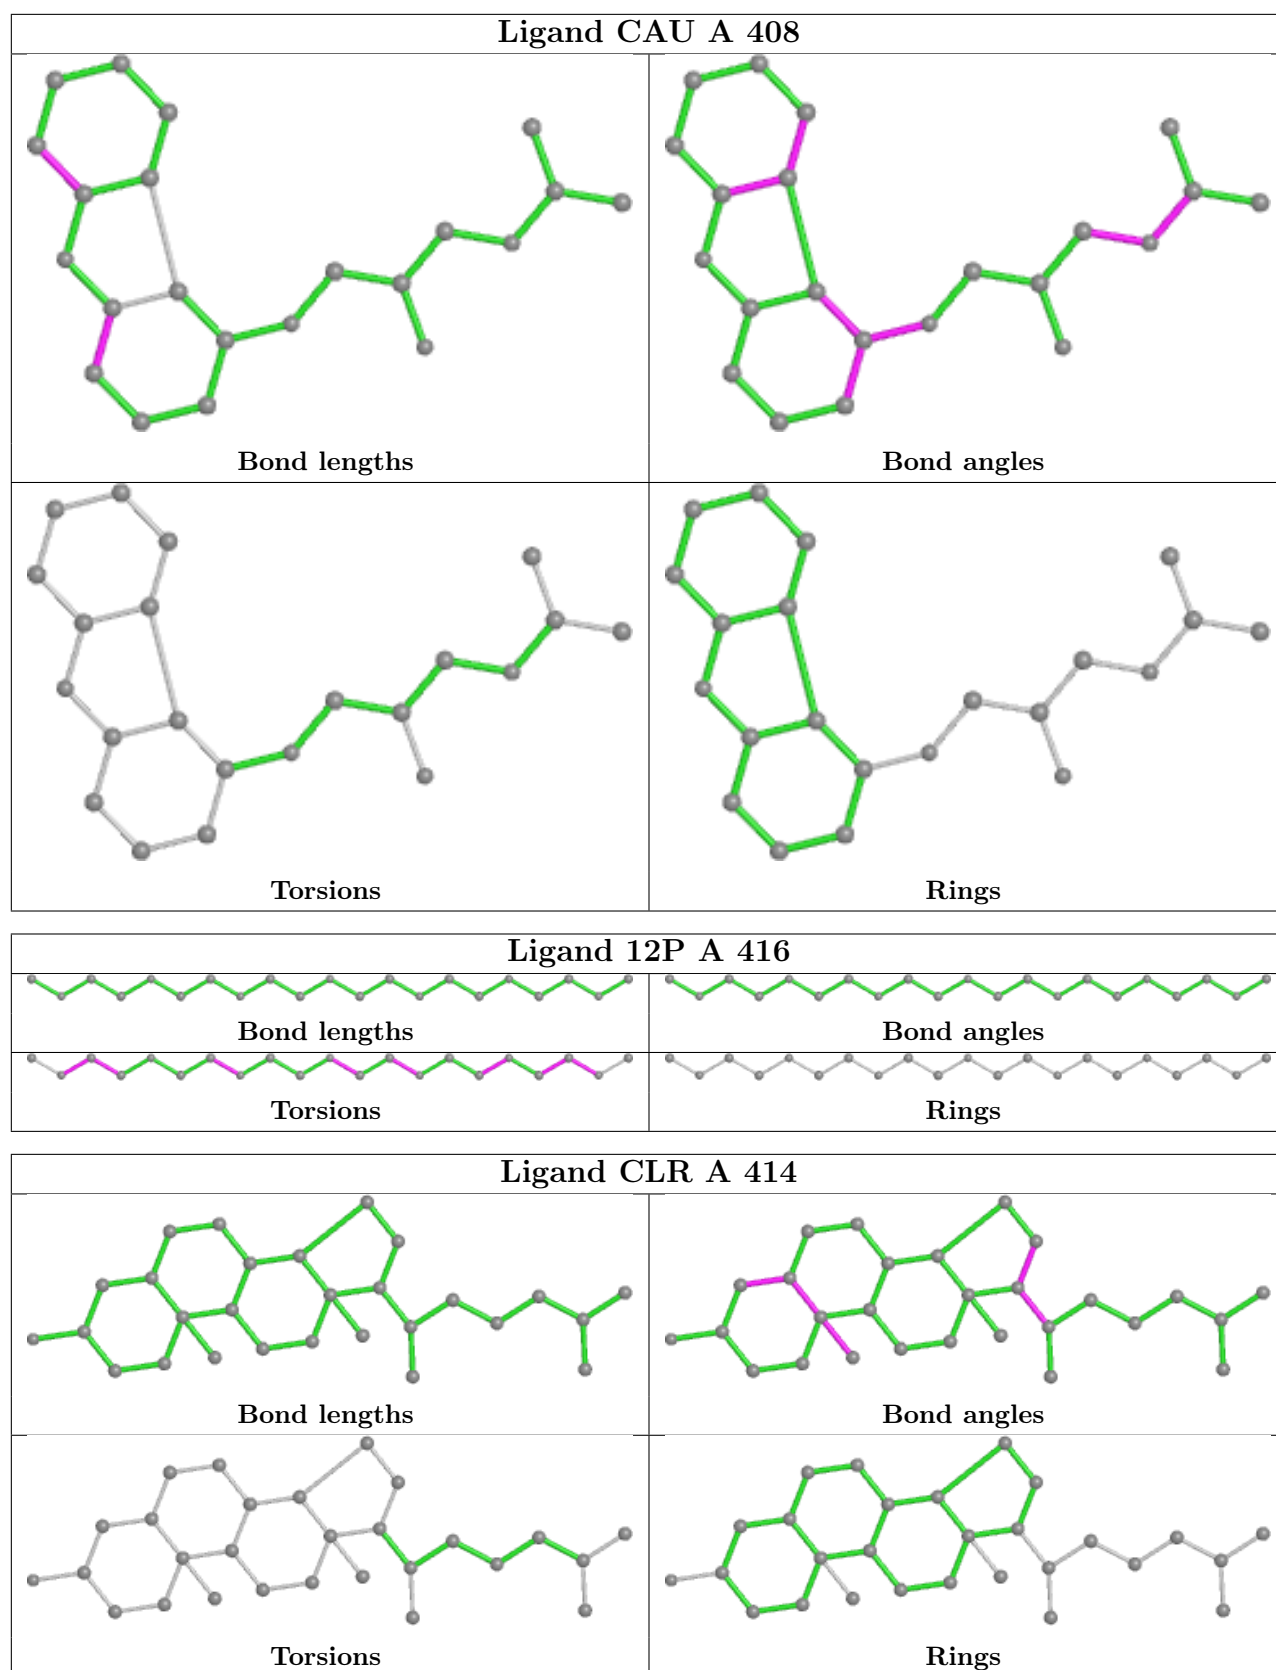 Ligand CAU A 408
Bond lengths
Bond angles
Torsions
Rings
Ligand 12P A 416
Bond lengths
Bond angles
Torsions
Rings
Ligand CLR A 414
Bond lengths
Bond angles
Torsions
Rings